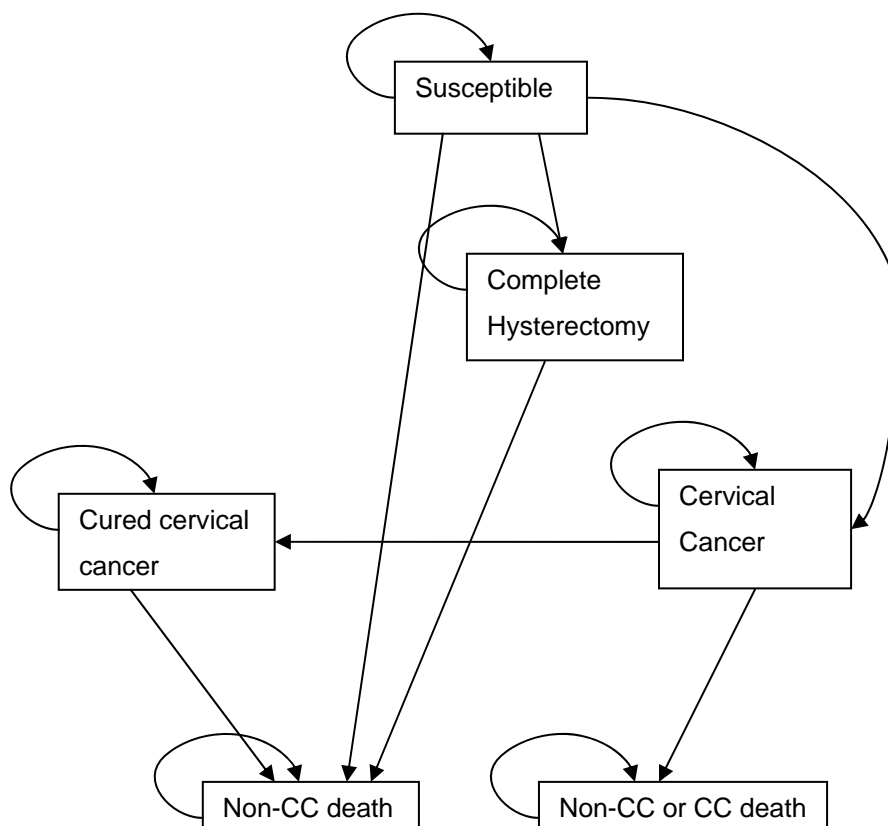 Susceptible
Complete
Hysterectomy
Cured cervical
cancer
Cervical
Cancer
Non-CC death
Non-CC or CC death